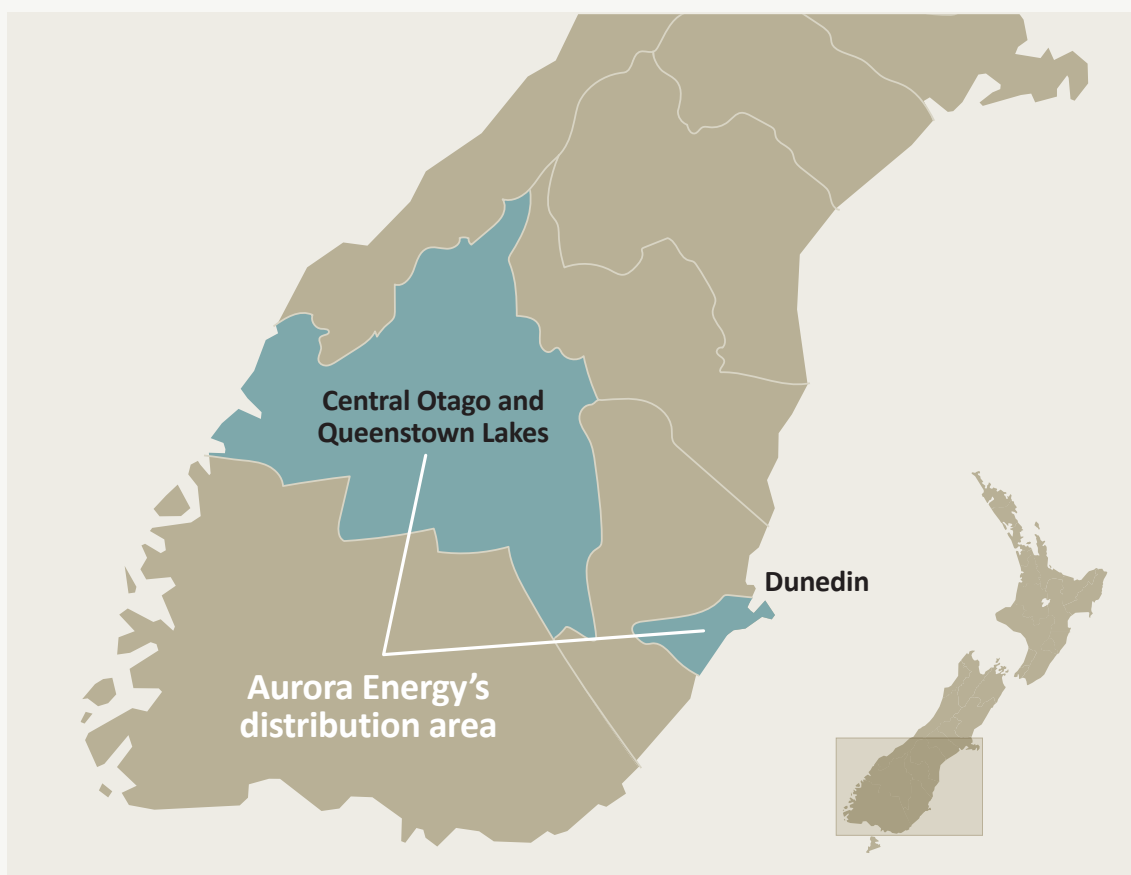 Central Otago and
Queenstown Lakes
Dunedin
Aurora Energy’s
distribution area